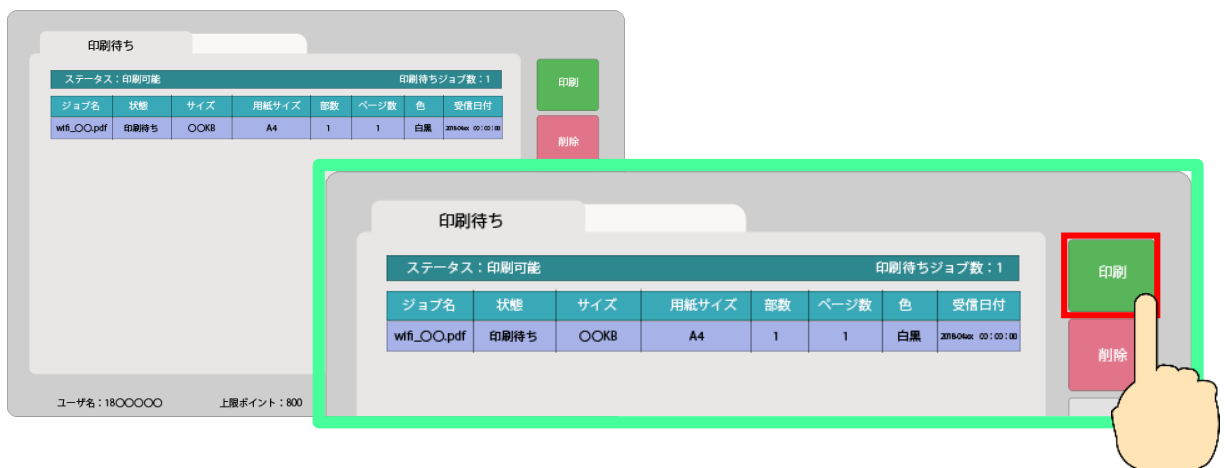 印刷待ち
ステータス：印刷可能 印刷待ちジョブ数：1
ジョブ名 状態 サイズ 用紙サイズ 部数 ページ数 色 受信日付
wifi_〇〇.pdf 印刷待ち 〇〇KB A4 1 1 白黒
印刷
削除
ユーザ名：18〇〇〇〇〇 上限ポイント：800
印刷待ち
ステータス：印刷可能 印刷待ちジョブ数：1
ジョブ名 状態 サイズ 用紙サイズ 部数 ページ数 色 受信日付
wifi_〇〇.pdf 印刷待ち 〇〇KB A4 1 1 白黒
印刷
削除